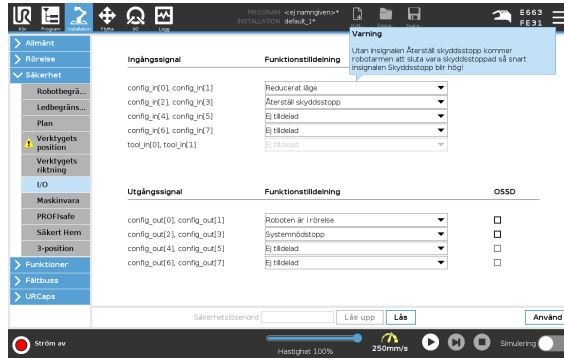 UR
Kör
Program
Installation
Flytta
I/O
Logg
PROGRAM <ej namngiven>*
INSTALLATION default_1*
E663
FE31
Varning
Utan insignalen Återställ skyddsstopp kommer
robotarmen att sluta vara skyddsstoppad så snart
insignalen Skyddsstopp blir hög!
Allmänt
Rörelse
Säkerhet
Robotbegrä...
Ledbegräns...
Plan
Verktygets
position
Verktygets
riktning
I/O
Maskinvara
PROFIsafe
Säkert Hem
3-position
Funktioner
Fältbuss
URCaps
Ingångssignal Funktionstilldelning
config_in[0], config_in[1] Reducerat läge
config_in[2], config_in[3] Återställ skyddsstopp
config_in[4], config_in[5] Ej tilldelad
config_in[6], config_in[7] Ej tilldelad
tool_in[0], tool_in[1] Ej tilldelad
Utgångssignal Funktionstilldelning OSSD
config_out[0], config_out[1] Roboten är i rörelse
config_out[2], config_out[3] Systemnödstopp
config_out[4], config_out[5] Ej tilldelad
config_out[6], config_out[7] Ej tilldelad
Säkerhetslösenord Lås upp Lås Använd
Ström av
Hastighet 100%
250mm/s
Simulering